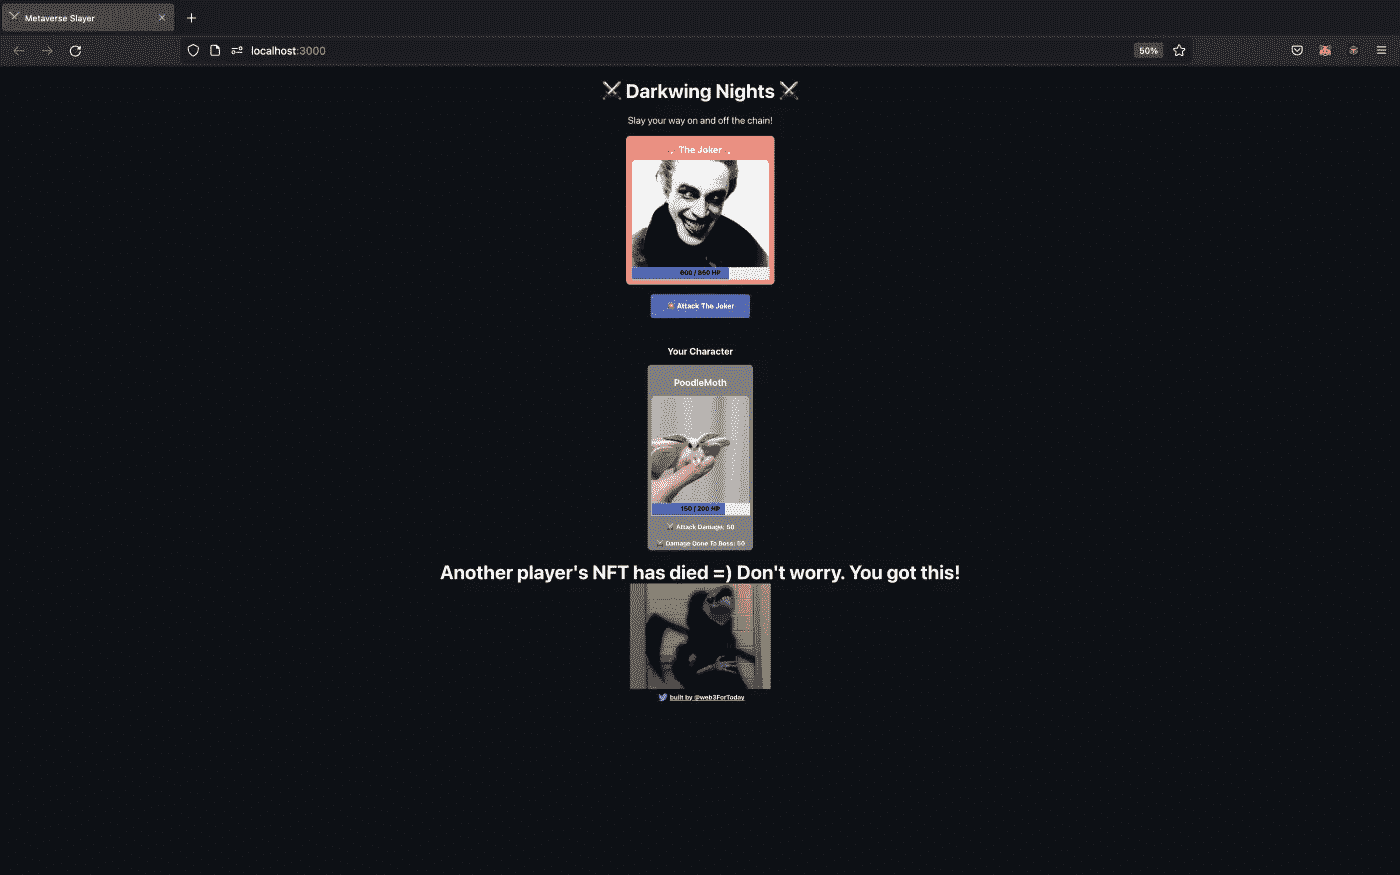 Metaverse Slayer
localhost:3000
50%
⚔️ Darkwing Nights ⚔️
Slay your way on and off the chain!
The Joker
HP
Attack The Joker
Your Character
PoodleMoth
150 / 200 HP
Attack Damage: 50
Damage Done To Boss: 50
Another player's NFT has died =) Don't worry. You got this!
built by @web3ForToday